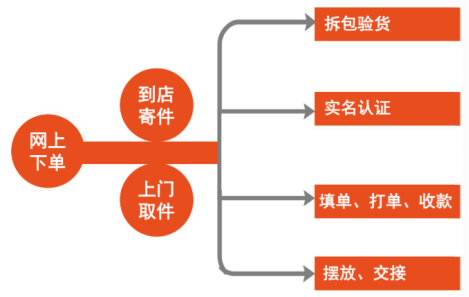 网上
下单
到店
寄件
上门
取件
拆包验货
实名认证
填单、打单、收款
摆放、交接